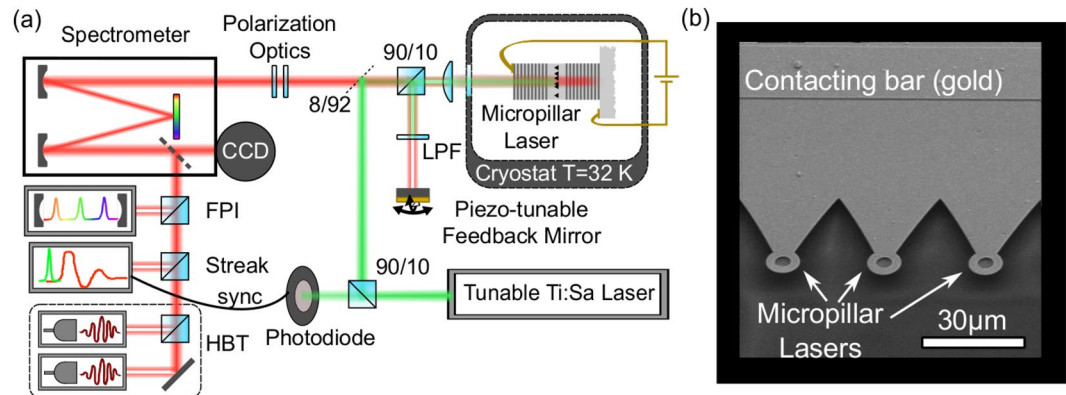 (a)
Spectrometer
Polarization
Optics
90/10
8/92
Micropillar
Laser
LPF
CCD
Cryostat T=32 K
FPI
Piezo-tunable
Feedback Mirror
Streak
sync
90/10
Tunable Ti:Sa Laser
Photodiode
HBT
(b)
Contacting bar (gold)
Micropillar
Lasers
30µm